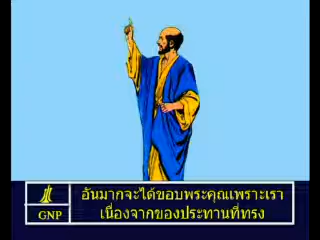 อันมากจะได้ขอบพระคุณเพราะเรา
เนื่องจากของประทานที่ทรง
GNP